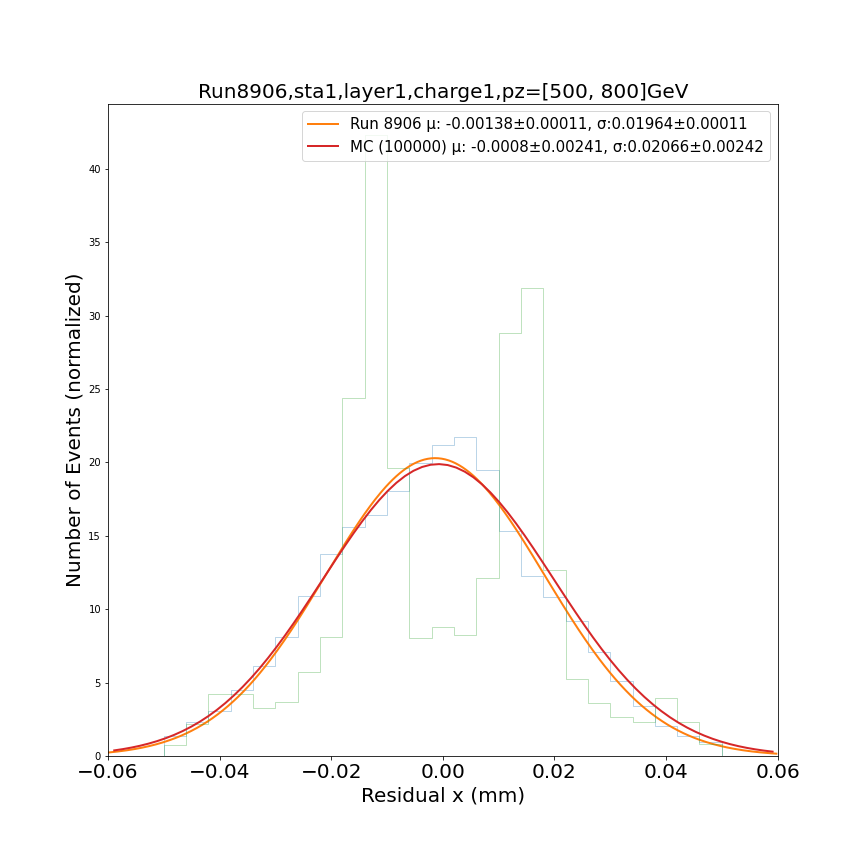 Run8906,sta1,layer1,charge1,pz=[500, 800]GeV
Run 8906 μ: -0.00138±0.00011, σ:0.01964±0.00011
MC (100000) μ: -0.0008±0.00241, σ:0.02066±0.00242
40
35
30
25
20
15
10
5
0
Number of Events (normalized)
−0.06 −0.04 −0.02 0.00 0.02 0.04 0.06
Residual x (mm)